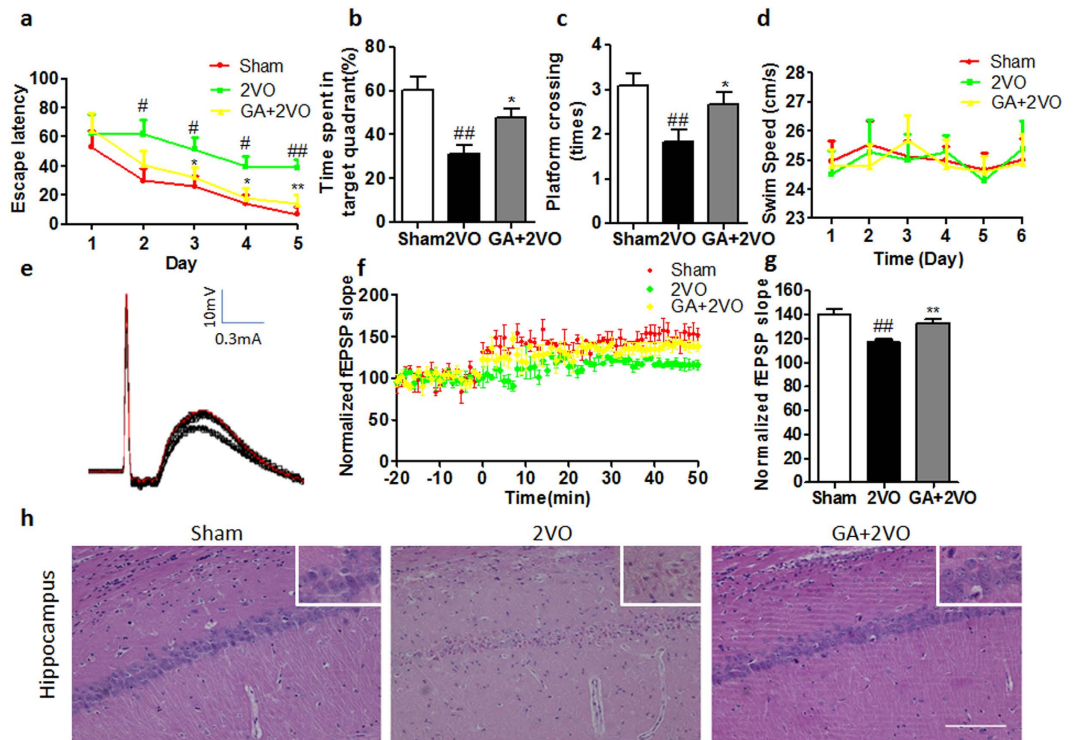 a
Escape latency
100
80
60
40
20
0
Sham
2VO
GA+2VO
#
#
#
##
*
*
**
1 2 3 4 5
Day
b
Time spent in
target quadrant(%)
80
60
40
20
0
##
*
Sham2VO GA+2VO
c
Platform crossing
(times)
4
3
2
1
0
##
*
Sham2VO GA+2VO
d
Swim Speed (cm/s)
28
27
26
25
24
23
Sham
2VO
GA+2VO
1 2 3 4 5 6
Time (Day)
e
10mV
0.3mA
f
Normalized fEPSP slope
200
150
100
50
0
Sham
2VO
GA+2VO
-20 -10 0 10 20 30 40 50
Time(min)
g
Normalized fEPSP slope
160
140
120
100
80
60
40
20
0
##
**
Sham 2VO GA+2VO
h
Sham 2VO GA+2VO
Hippocampus